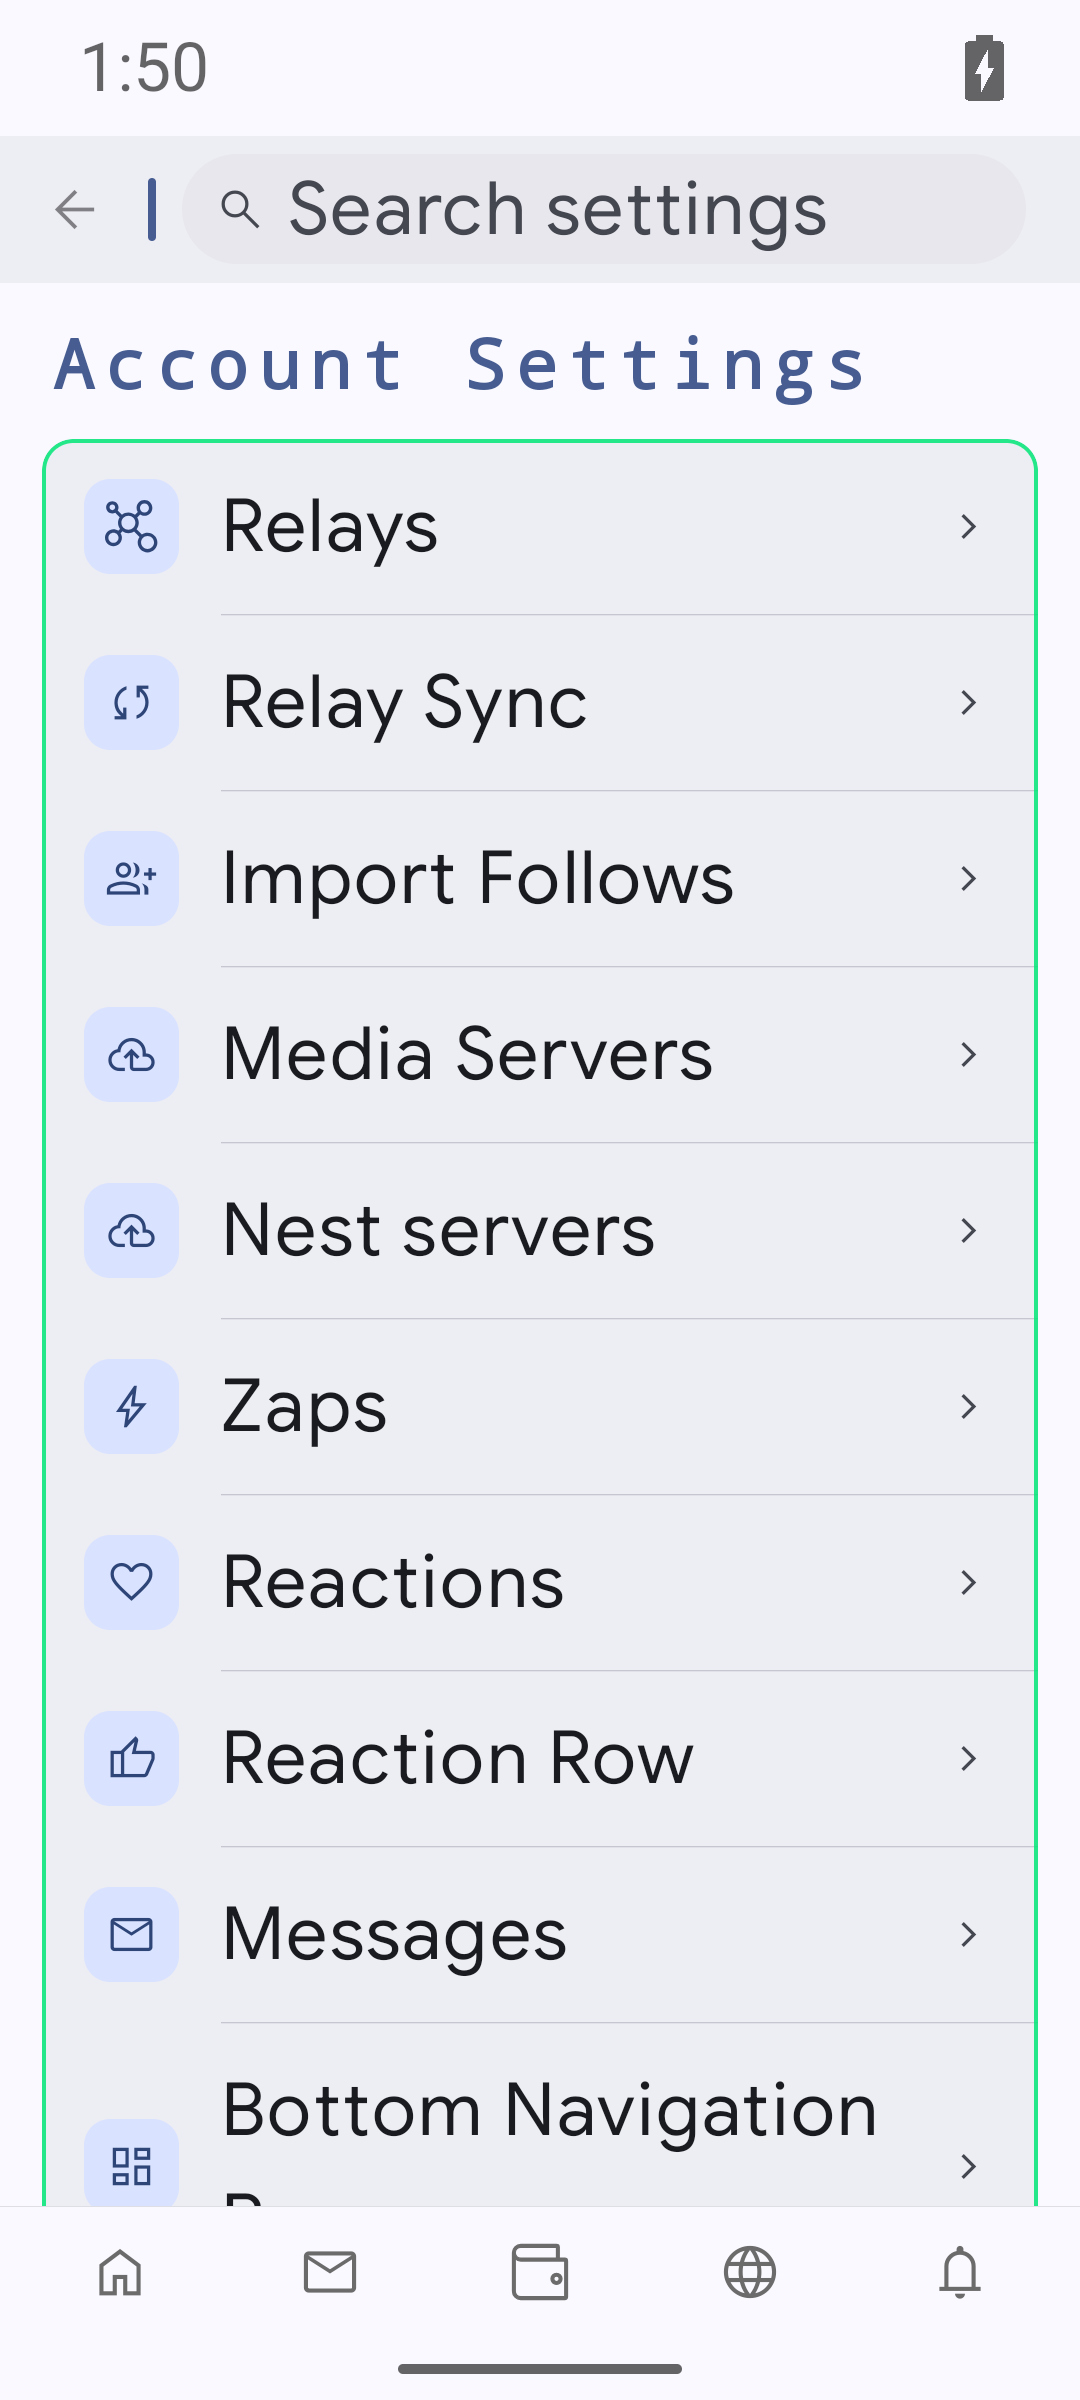 1:50
Search settings
Account Settings
Relays
Relay Sync
Import Follows
Media Servers
Nest servers
Zaps
Reactions
Reaction Row
Messages
Bottom Navigation